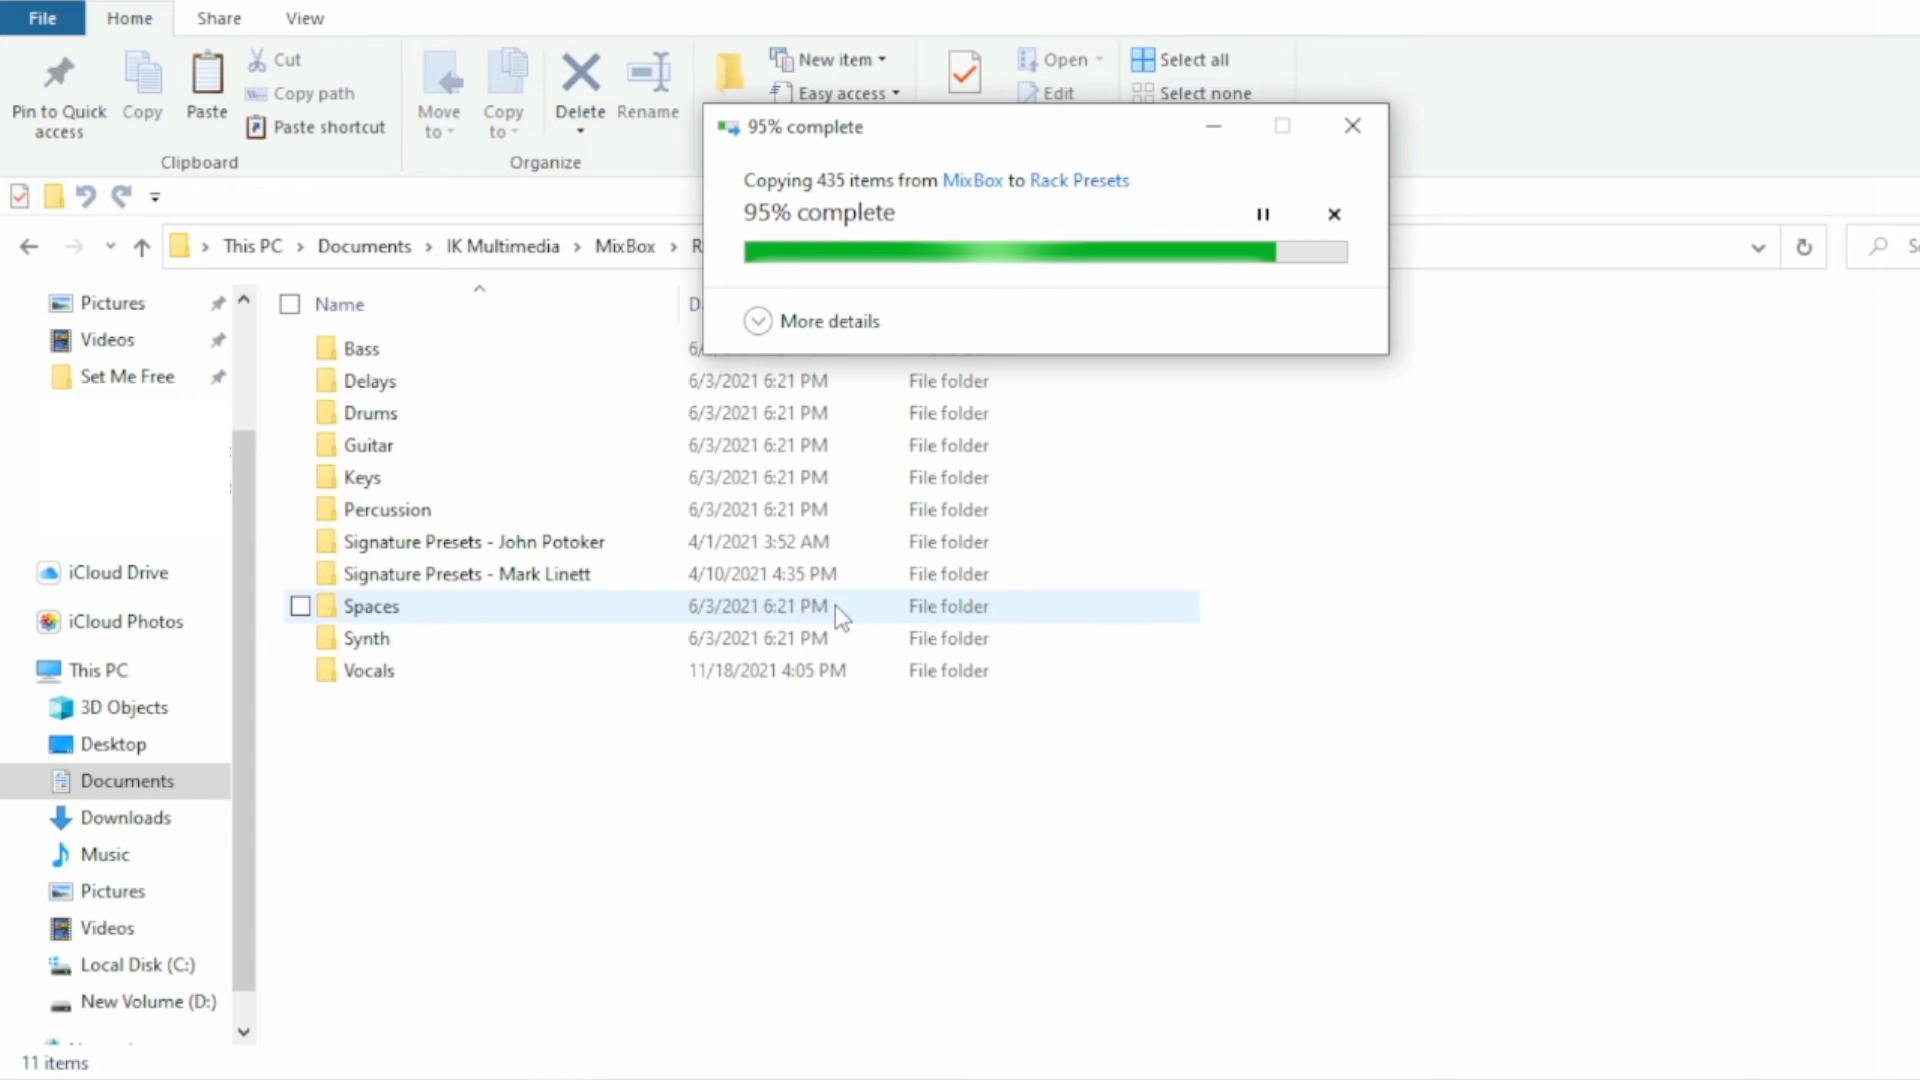 File Home Share View
Pin to Quick access
Copy
Paste
Cut
Copy path
Paste shortcut
Clipboard
Move to
Copy to
Delete
Rename
Organize
New item
Easy access
Open
Edit
Select all
Select none
95% complete
Copying 435 items from MixBox to Rack Presets
95% complete
More details
This PC > Documents > IK Multimedia > MixBox > R
Pictures
Videos
Set Me Free
iCloud Drive
iCloud Photos
This PC
3D Objects
Desktop
Documents
Downloads
Music
Pictures
Videos
Local Disk (C:)
New Volume (D:)
Name D
Bass 6/
Delays 6/3/2021 6:21 PM File folder
Drums 6/3/2021 6:21 PM File folder
Guitar 6/3/2021 6:21 PM File folder
Keys 6/3/2021 6:21 PM File folder
Percussion 6/3/2021 6:21 PM File folder
Signature Presets - John Potoker 4/1/2021 3:52 AM File folder
Signature Presets - Mark Linett 4/10/2021 4:35 PM File folder
Spaces 6/3/2021 6:21 PM File folder
Synth 6/3/2021 6:21 PM File folder
Vocals 11/18/2021 4:05 PM File folder
11 items